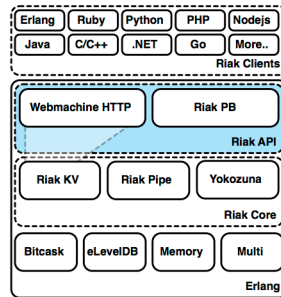 Erlang Ruby Python PHP Nodejs
Java C/C++ .NET Go More..
Riak Clients
Webmachine HTTP Riak PB
Riak API
Riak KV Riak Pipe Yokozuna
Riak Core
Bitcask eLevelDB Memory Multi
Erlang